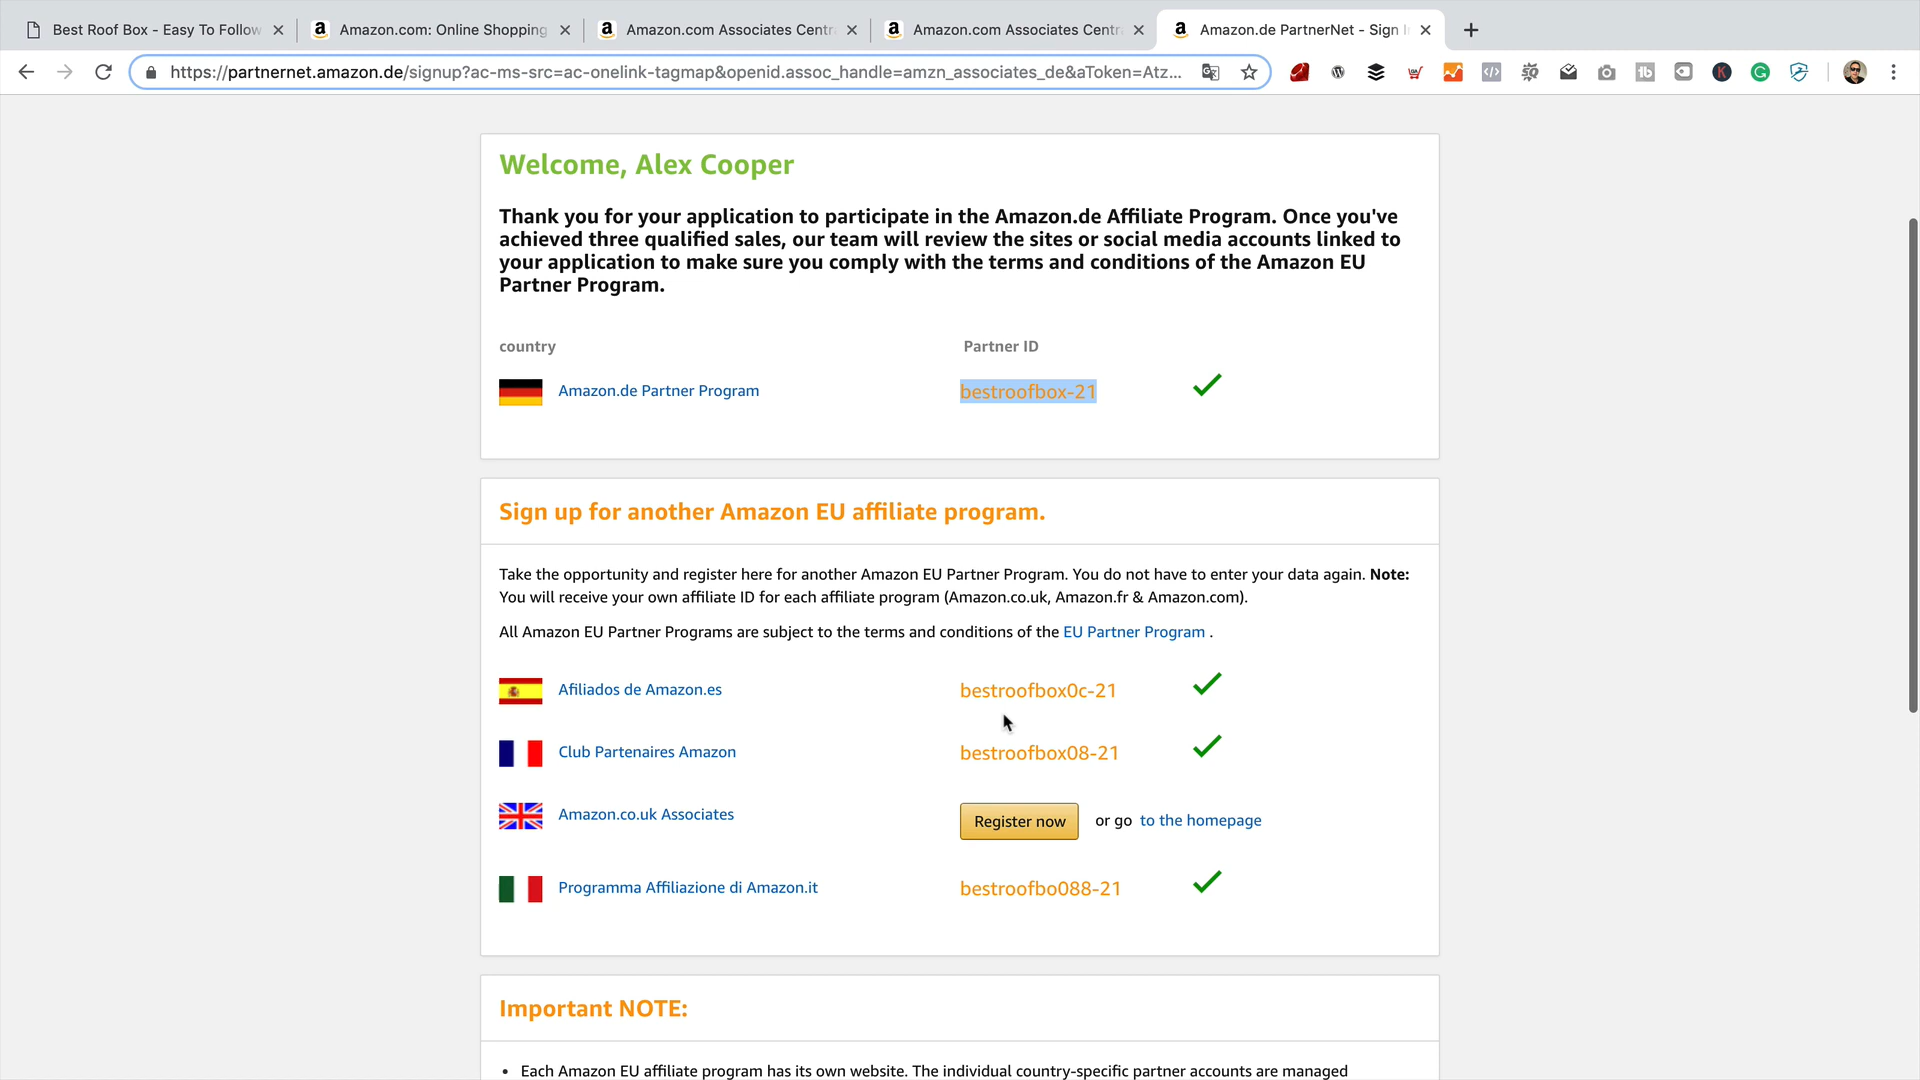 Best Roof Box - Easy To Follow
Amazon.com: Online Shopping
Amazon.com Associates Centr
Amazon.com Associates Centr
Amazon.de PartnerNet - Sign I
https://partnernet.amazon.de/signup?ac-ms-src=ac-onelink-tagmap&openid.assoc_handle=amzn_associates_de&aToken=Atz...
Welcome, Alex Cooper
Thank you for your application to participate in the Amazon.de Affiliate Program. Once you've
achieved three qualified sales, our team will review the sites or social media accounts linked to
your application to make sure you comply with the terms and conditions of the Amazon EU
Partner Program.
country Partner ID
Amazon.de Partner Program bestroofbox-21
Sign up for another Amazon EU affiliate program.
Take the opportunity and register here for another Amazon EU Partner Program. You do not have to enter your data again. Note:
You will receive your own affiliate ID for each affiliate program (Amazon.co.uk, Amazon.fr & Amazon.com).
All Amazon EU Partner Programs are subject to the terms and conditions of the EU Partner Program .
Afiliados de Amazon.es bestroofbox0c-21
Club Partenaires Amazon bestroofbox08-21
Amazon.co.uk Associates Register now or go to the homepage
Programma Affiliazione di Amazon.it bestroofbo088-21
Important NOTE:
• Each Amazon EU affiliate program has its own website. The individual country-specific partner accounts are managed